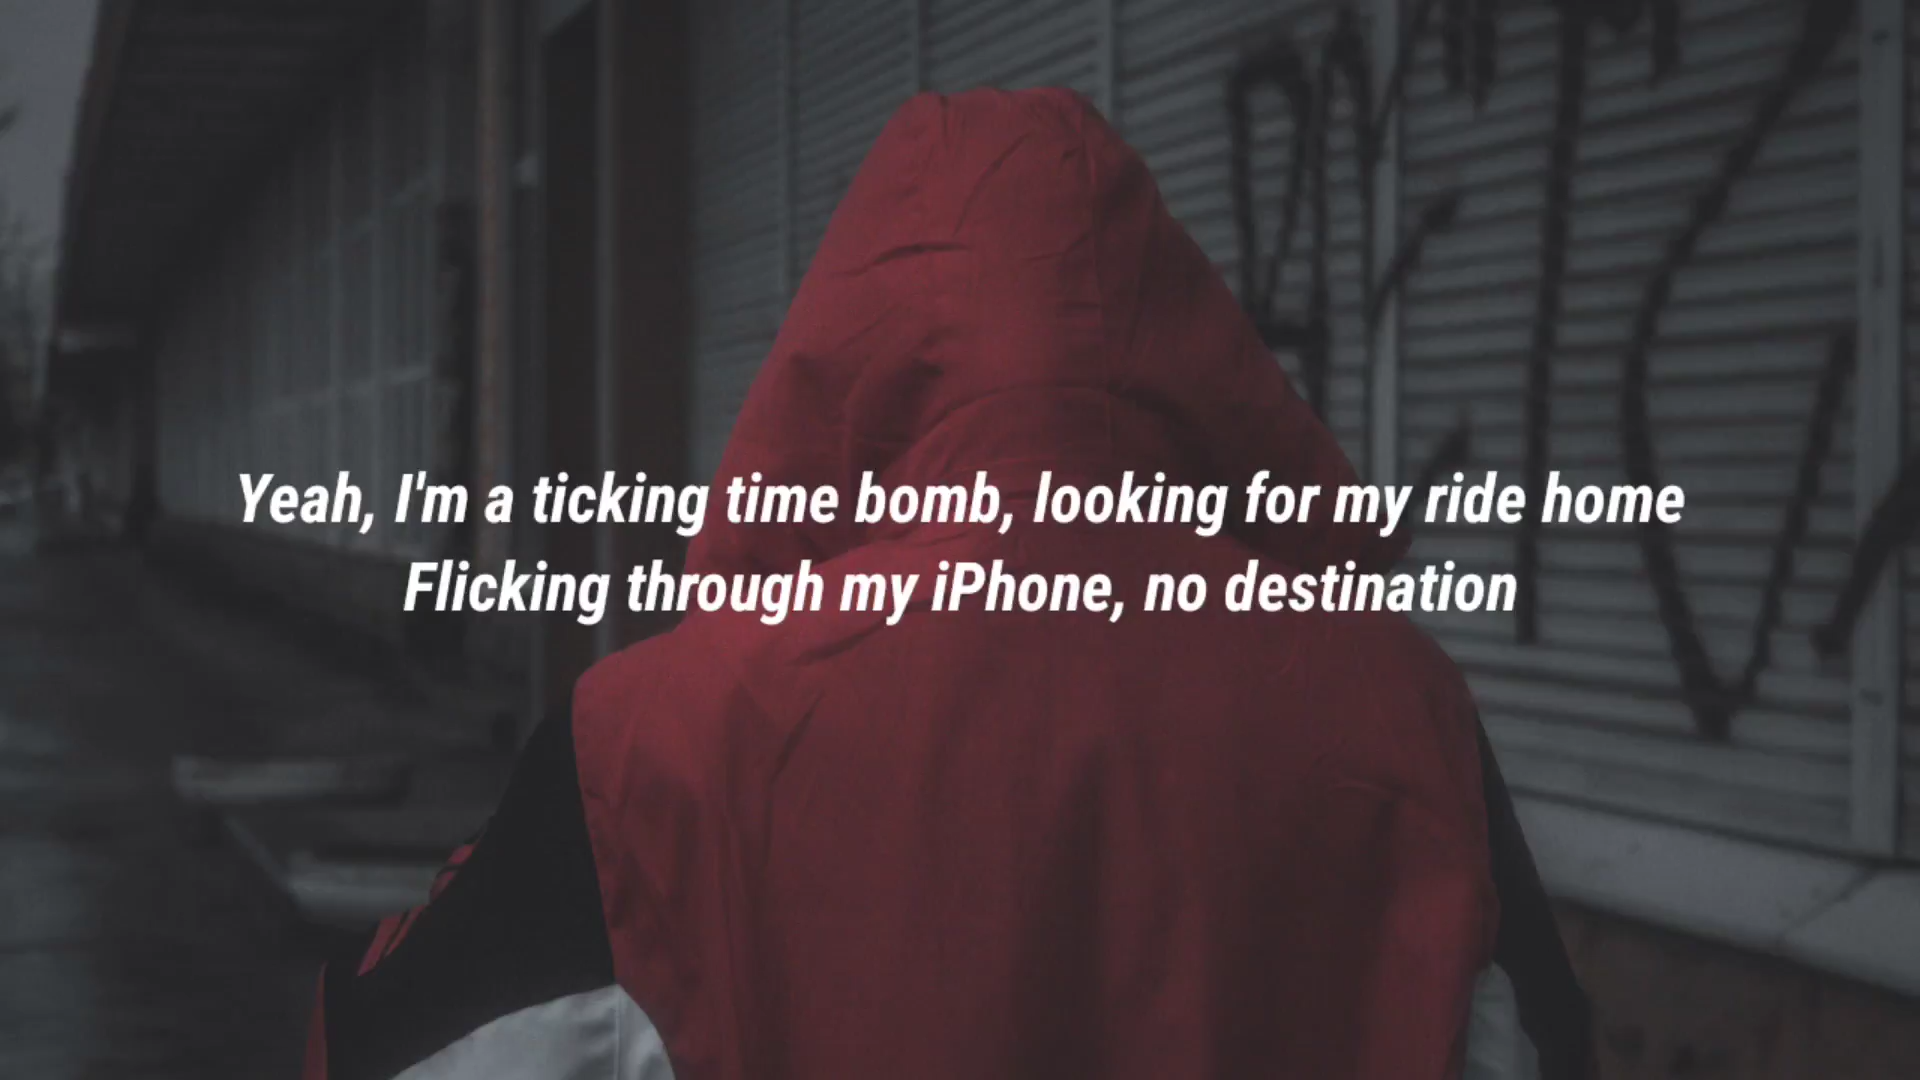 Yeah, I'm a ticking time bomb, looking for my ride home
Flicking through my iPhone, no destination